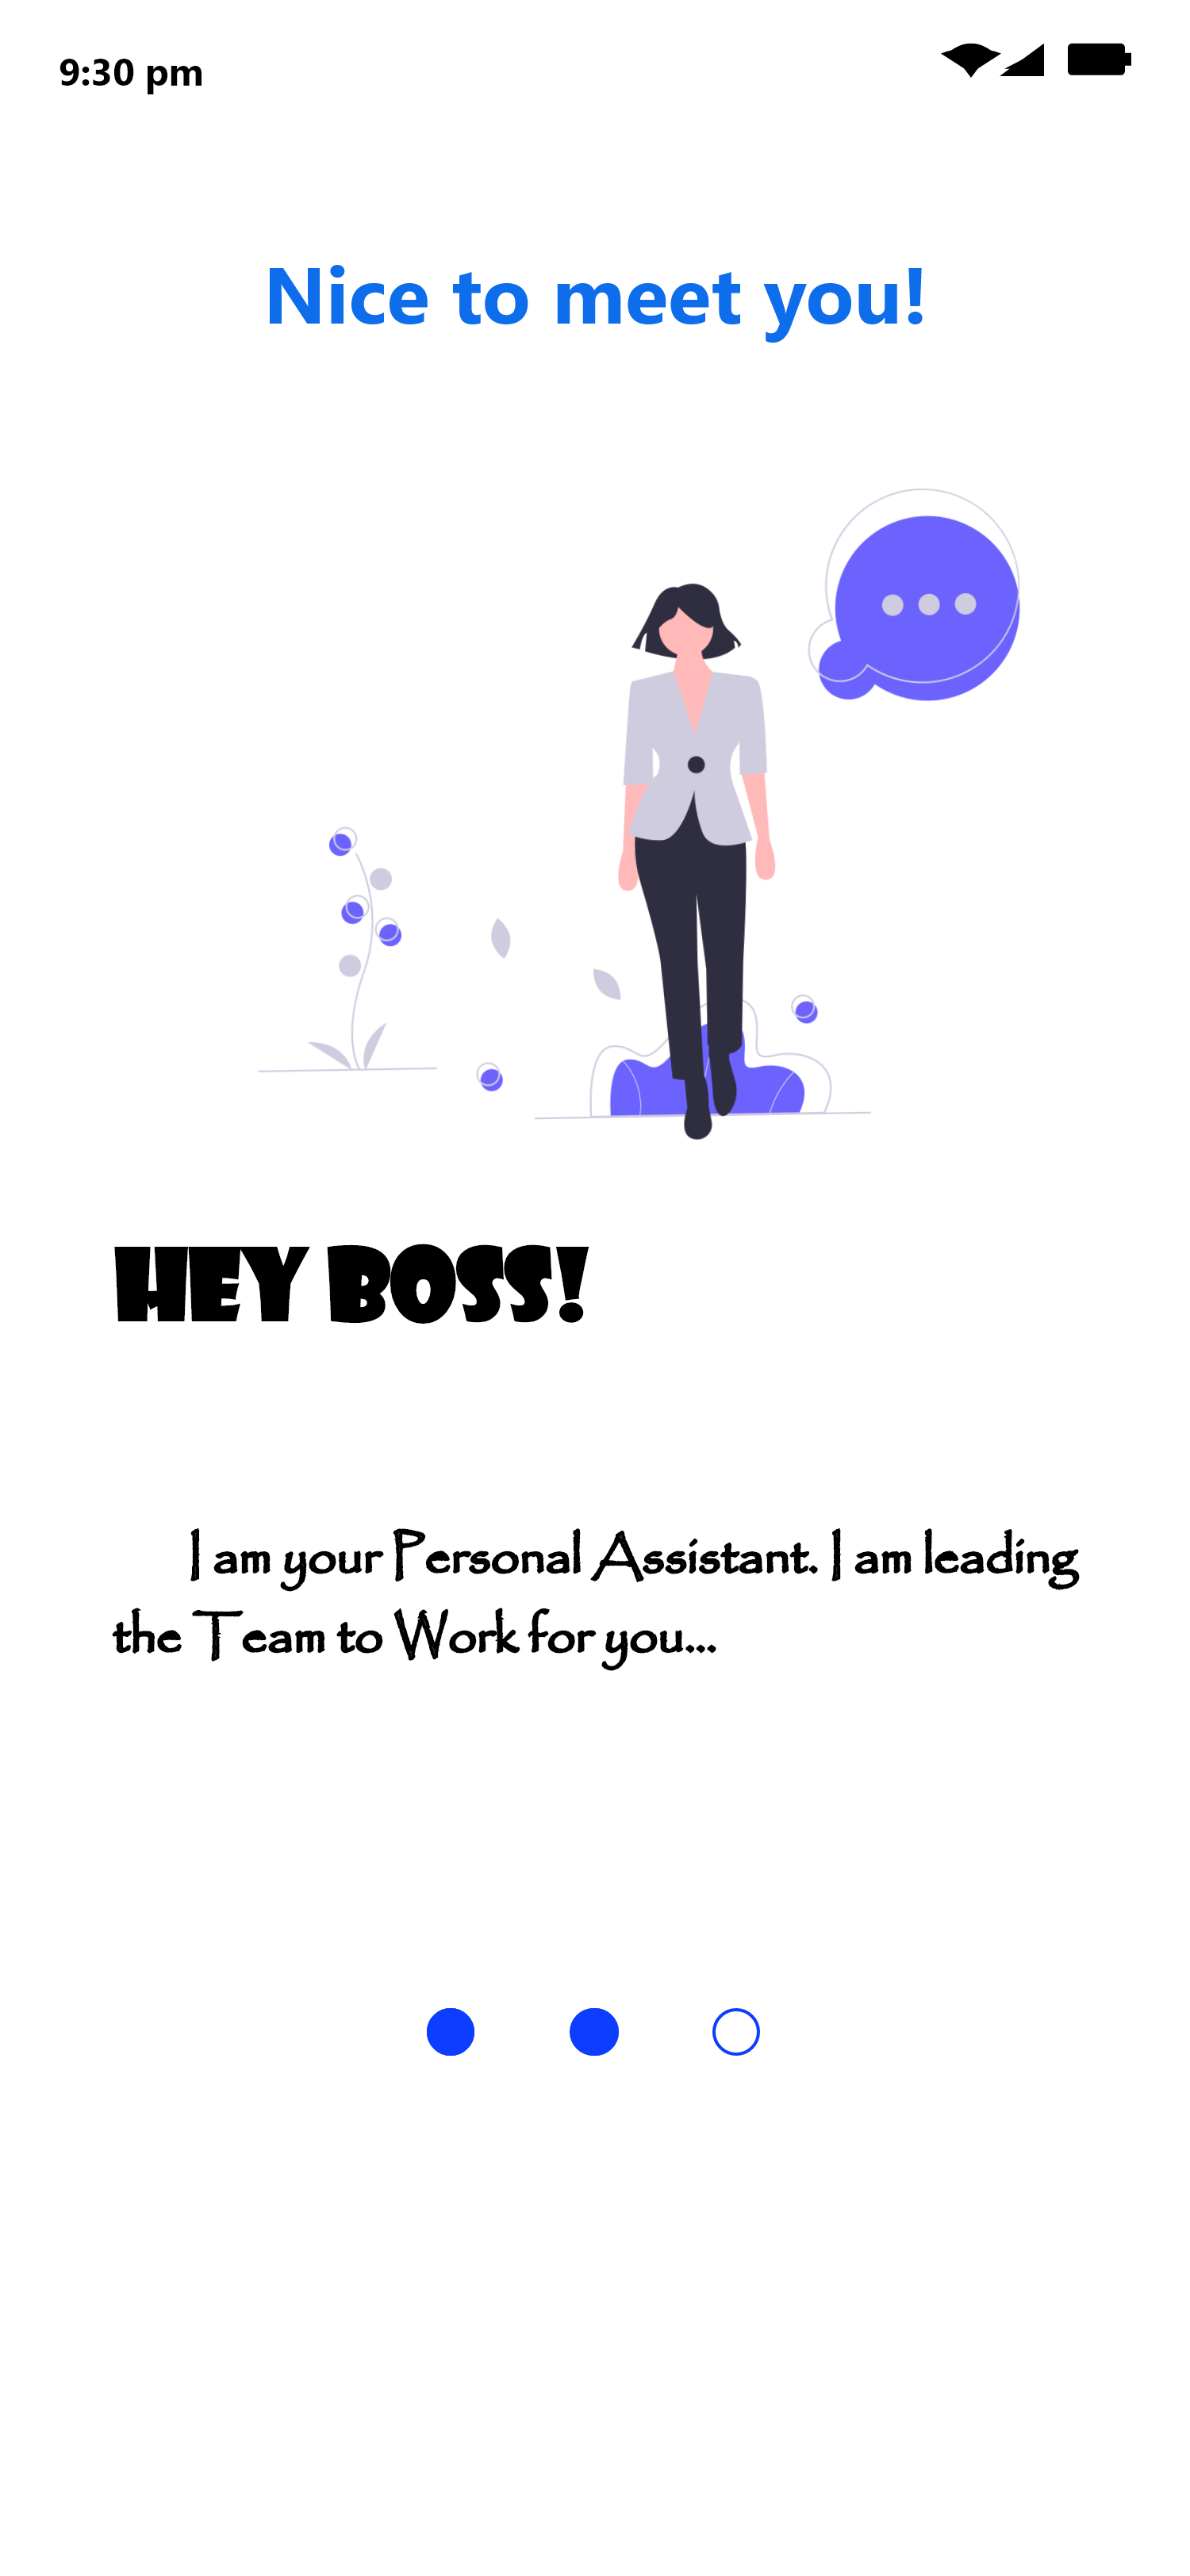 9:30 pm
Nice to meet you!
HEY BOSS!
I am your Personal Assistant. I am leading
the Team to Work for you...